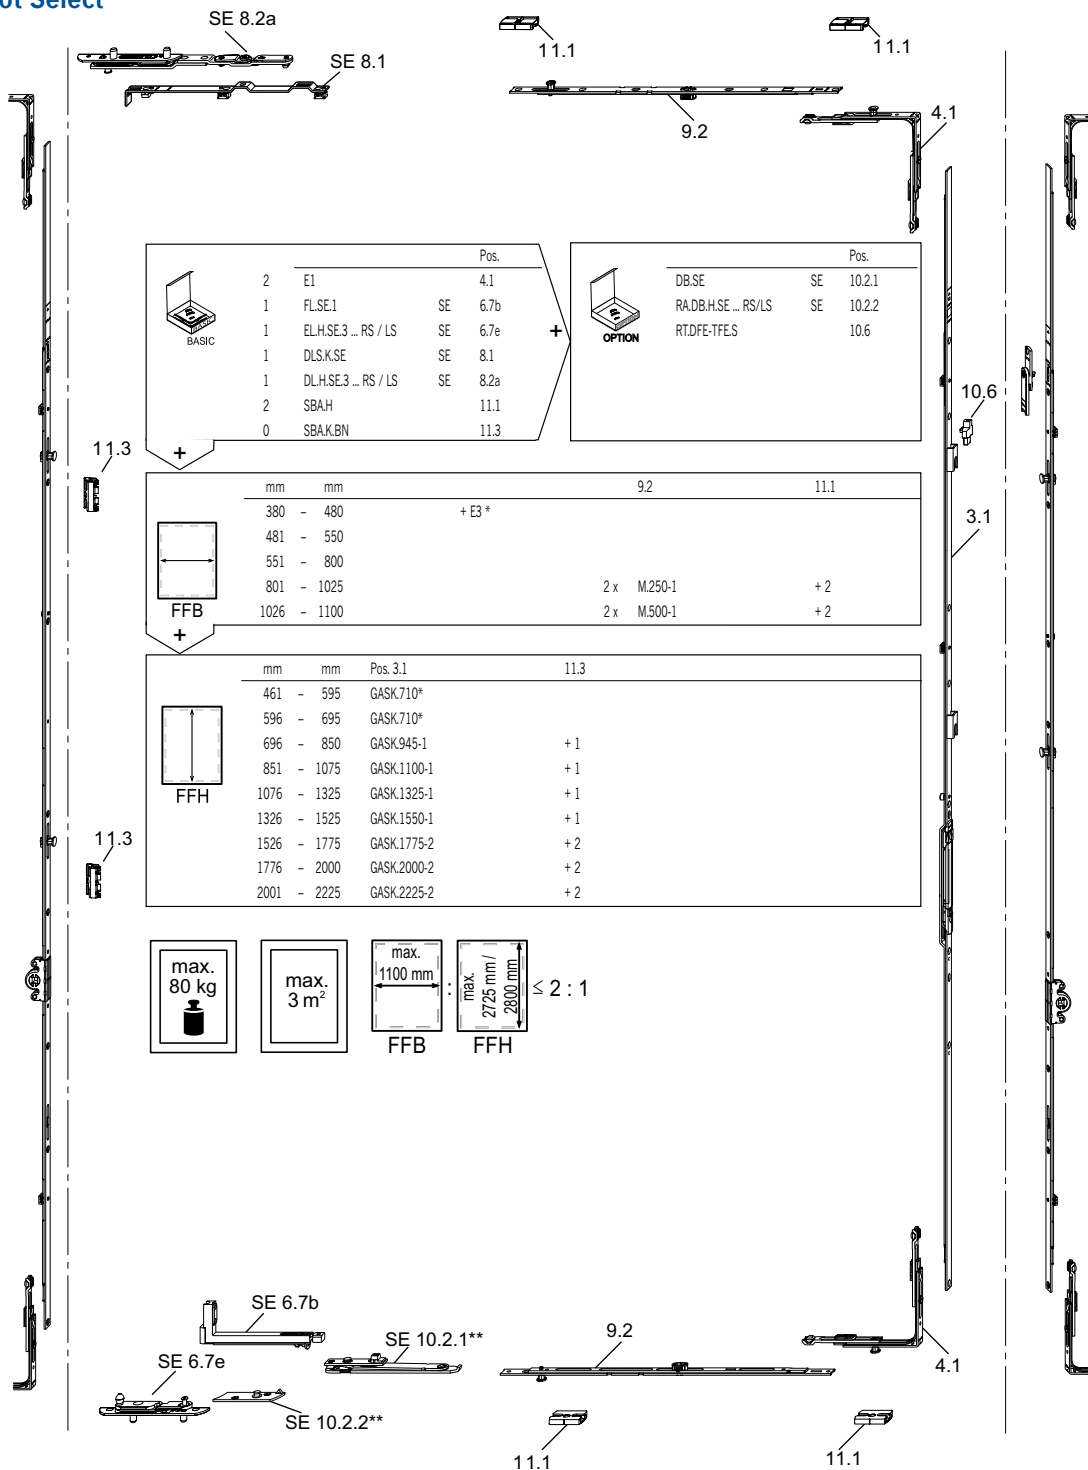 ot Select
SE 8.2a
11.1
11.1
SE 8.1
9.2
4.1
Pos.
2 E1 4.1
1 FL.SE.1 SE 6.7b
1 EL.H.SE.3 ... RS / LS SE 6.7e
1 DLS.K.SE SE 8.1
1 DL.H.SE.3 ... RS / LS SE 8.2a
2 SBA.H 11.1
0 SBA.K.BN 11.3
BASIC
+
Pos.
DB.SE SE 10.2.1
RA.DB.H.SE ... RS/LS SE 10.2.2
RT.DFE-TFE.S 10.6
OPTION
10.6
11.3
+
mm mm 9.2 11.1
380 – 480 + E3 *
481 – 550
551 – 800
801 – 1025 2 x M.250-1 + 2
1026 – 1100 2 x M.500-1 + 2
FFB
3.1
+
mm mm Pos. 3.1 11.3
461 – 595 GASK.710*
596 – 695 GASK.710*
696 – 850 GASK.945-1 + 1
851 – 1075 GASK.1100-1 + 1
1076 – 1325 GASK.1325-1 + 1
1326 – 1525 GASK.1550-1 + 1
1526 – 1775 GASK.1775-2 + 2
1776 – 2000 GASK.2000-2 + 2
2001 – 2225 GASK.2225-2 + 2
FFH
11.3
max.
80 kg
max.
3 m²
max.
1100 mm
FFB
:
max.
2725 mm /
2800 mm
FFH
≤ 2 : 1
SE 6.7b
SE 10.2.1**
9.2
SE 6.7e
4.1
SE 10.2.2**
11.1
11.1